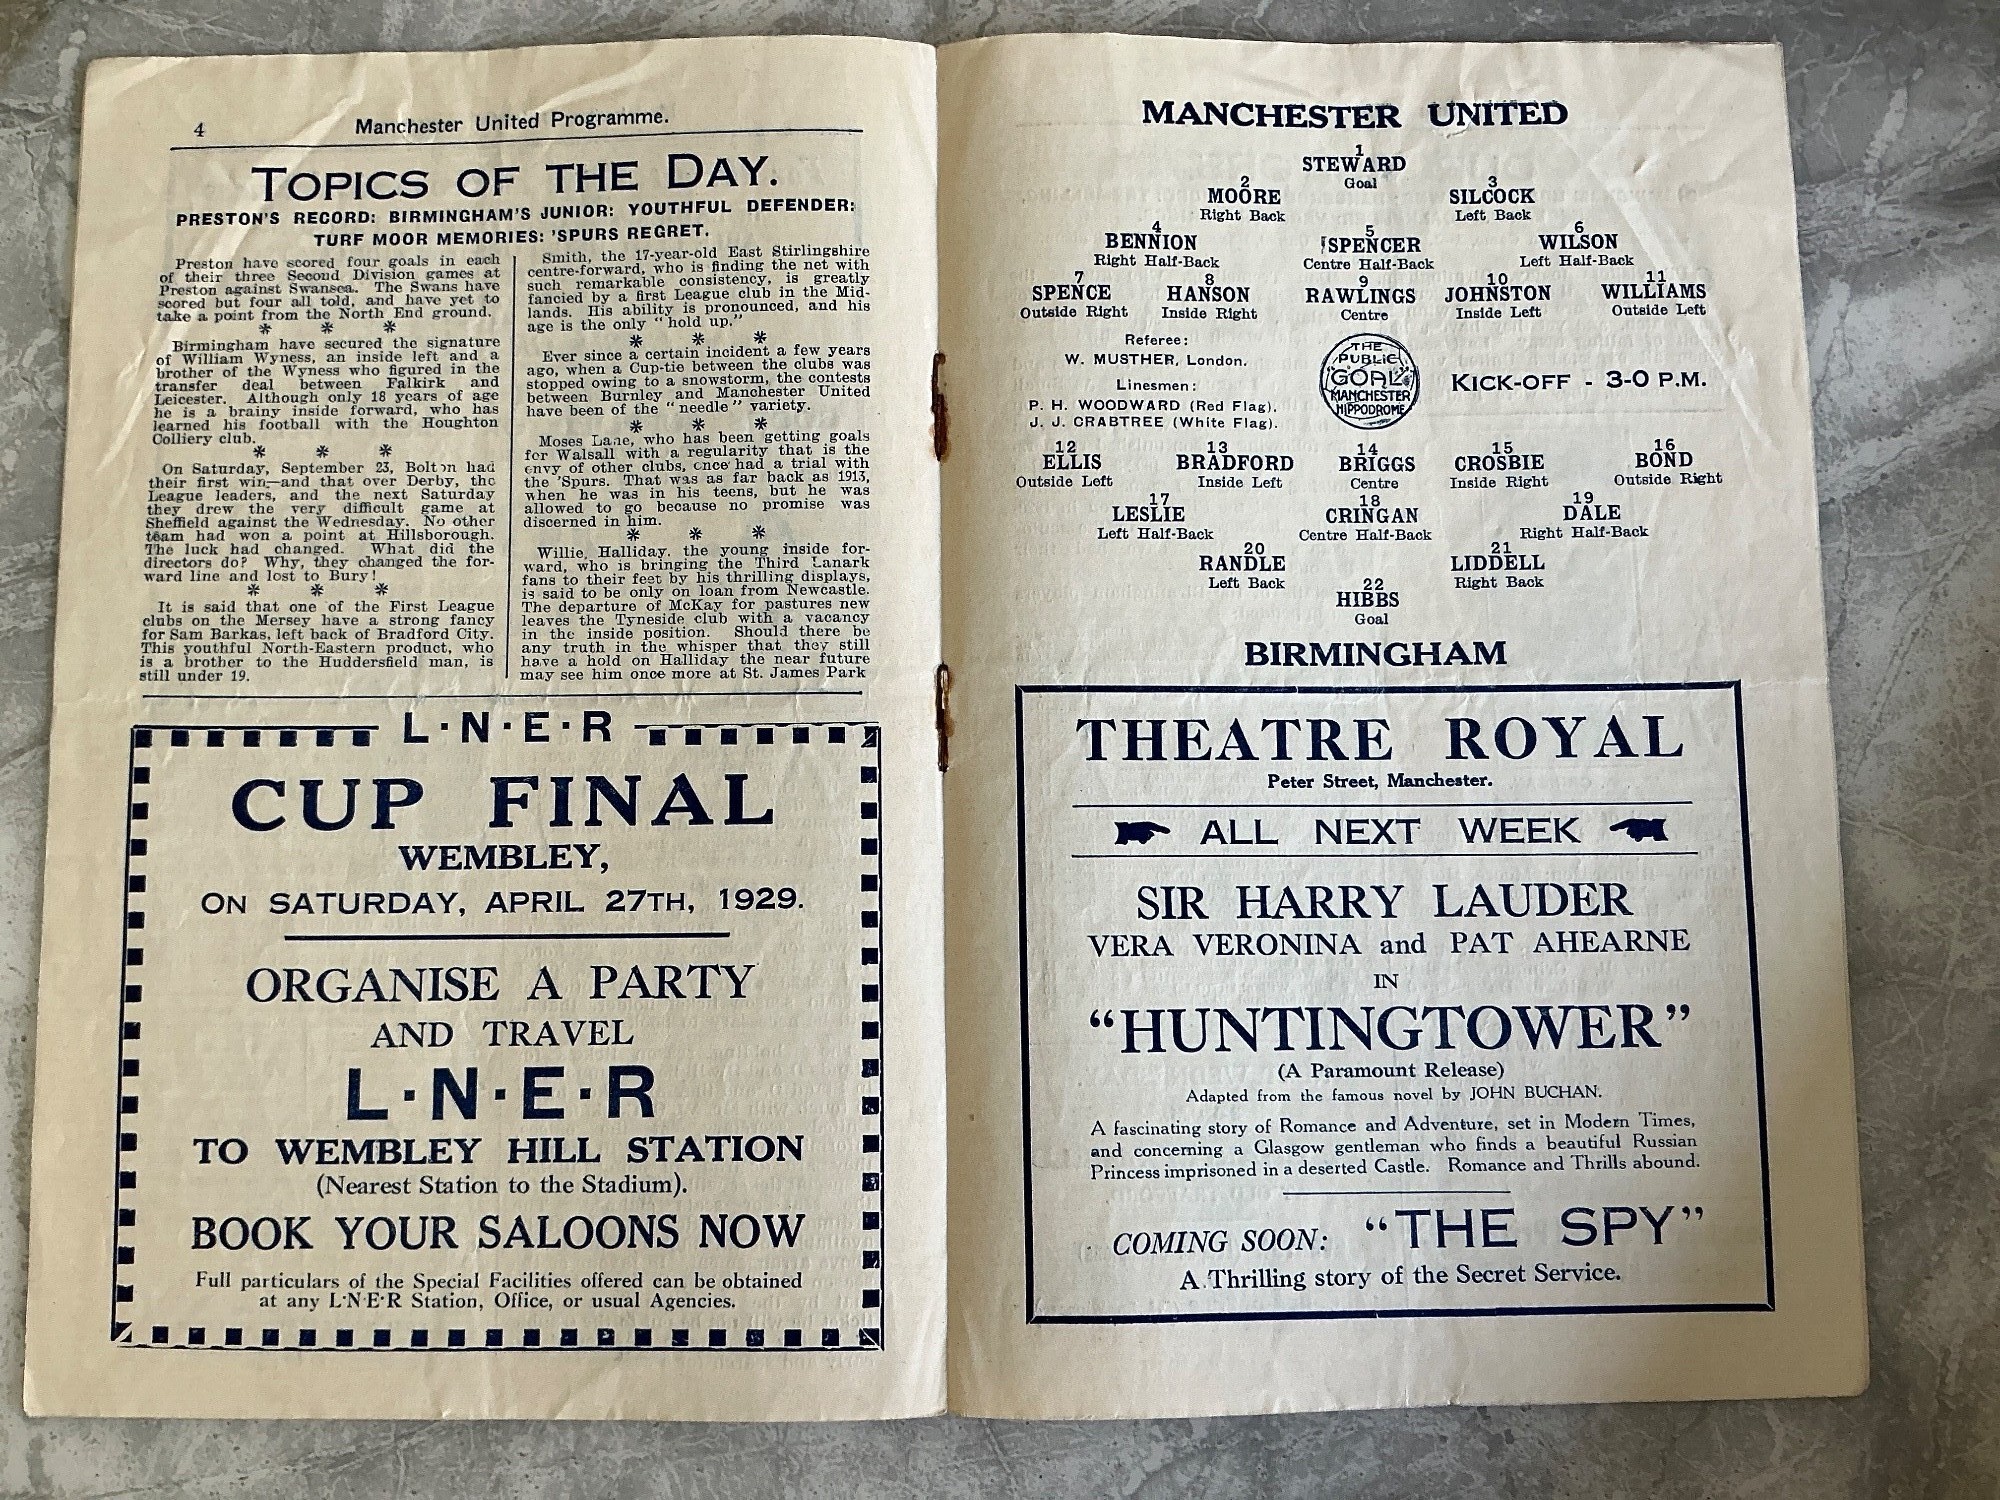 4
Manchester United Programme.
TOPICS OF THE DAY.
PRESTON'S RECORD: BIRMINGHAM'S JUNIOR: YOUTHFUL DEFENDER:
TURF MOOR MEMORIES: 'SPURS REGRET.
Preston have scored four goals in each
of their three Second Division games at
Preston against Swansea. The Swans have
scored but four all told, and have yet to
take a point from the North End ground.
* * *
Birmingham have secured the signature
of William Wyness, an inside left and a
brother of the Wyness who figured in the
transfer deal between Falkirk and
Leicester. Although only 18 years of age
he is a brainy inside forward, who has
learned his football with the Houghton
Colliery club.
* * *
On Saturday, September 23, Bolton had
their first win—and that over Derby, the
League leaders, and the next Saturday
they drew the very difficult game at
Sheffield against the Wednesday. No other
team had won a point at Hillsborough.
The luck had changed. What did the
directors do? Why, they changed the for-
ward line and lost to Bury!
* * *
It is said that one of the First League
clubs on the Mersey have a strong fancy
for Sam Barkas, left back of Bradford City.
This youthful North-Eastern product, who
is a brother to the Huddersfield man, is
still under 19.
Smith, the 17-year-old East Stirlingshire
centre-forward, who is finding the net with
such remarkable consistency, is greatly
fancied by a first League club in the Mid-
lands. His ability is pronounced, and his
age is the only "hold up."
* * *
Ever since a certain incident a few years
ago, when a Cup-tie between the clubs was
stopped owing to a snowstorm, the contests
between Burnley and Manchester United
have been of the "needle" variety.
* * *
Moses Lane, who has been getting goals
for Walsall with a regularity that is the
envy of other clubs, once had a trial with
the 'Spurs. That was as far back as 1913,
when he was in his teens, but he was
allowed to go because no promise was
discerned in him.
* * *
Willie, Halliday. the young inside for-
ward, who is bringing the Third Lanark
fans to their feet by his thrilling displays,
is said to be only on loan from Newcastle.
The departure of McKay for pastures new
leaves the Tyneside club with a vacancy
in the inside position. Should there be
any truth in the whisper that they still
have a hold on Halliday the near future
may see him once more at St. James Park
L·N·E·R
CUP FINAL
WEMBLEY,
ON SATURDAY, APRIL 27TH, 1929.
ORGANISE A PARTY
AND TRAVEL
L·N·E·R
TO WEMBLEY HILL STATION
(Nearest Station to the Stadium).
BOOK YOUR SALOONS NOW
Full particulars of the Special Facilities offered can be obtained
at any L·N·E·R Station, Office, or usual Agencies.
MANCHESTER UNITED
1
STEWARD
Goal
2 3
MOORE SILCOCK
Right Back Left Back
4 5 6
BENNION SPENCER WILSON
Right Half-Back Centre Half-Back Left Half-Back
7 8 9 10 11
SPENCE HANSON RAWLINGS JOHNSTON WILLIAMS
Outside Right Inside Right Centre Inside Left Outside Left
Referee:
W. MUSTHER, London.
Linesmen:
P. H. WOODWARD (Red Flag).
J. J. CRABTREE (White Flag).
THE
PUBLIC
"GOAL"
MANCHESTER
HIPPODROME
KICK-OFF - 3-0 P.M.
12 13 14 15 16
ELLIS BRADFORD BRIGGS CROSBIE BOND
Outside Left Inside Left Centre Inside Right Outside Right
17 18 19
LESLIE CRINGAN DALE
Left Half-Back Centre Half-Back Right Half-Back
20 21
RANDLE LIDDELL
Left Back Right Back
22
HIBBS
Goal
BIRMINGHAM
THEATRE ROYAL
Peter Street, Manchester.
ALL NEXT WEEK
SIR HARRY LAUDER
VERA VERONINA and PAT AHEARNE
IN
"HUNTINGTOWER"
(A Paramount Release)
Adapted from the famous novel by JOHN BUCHAN.
A fascinating story of Romance and Adventure, set in Modern Times,
and concerning a Glasgow gentleman who finds a beautiful Russian
Princess imprisoned in a deserted Castle. Romance and Thrills abound.
COMING SOON: "THE SPY"
A Thrilling story of the Secret Service.